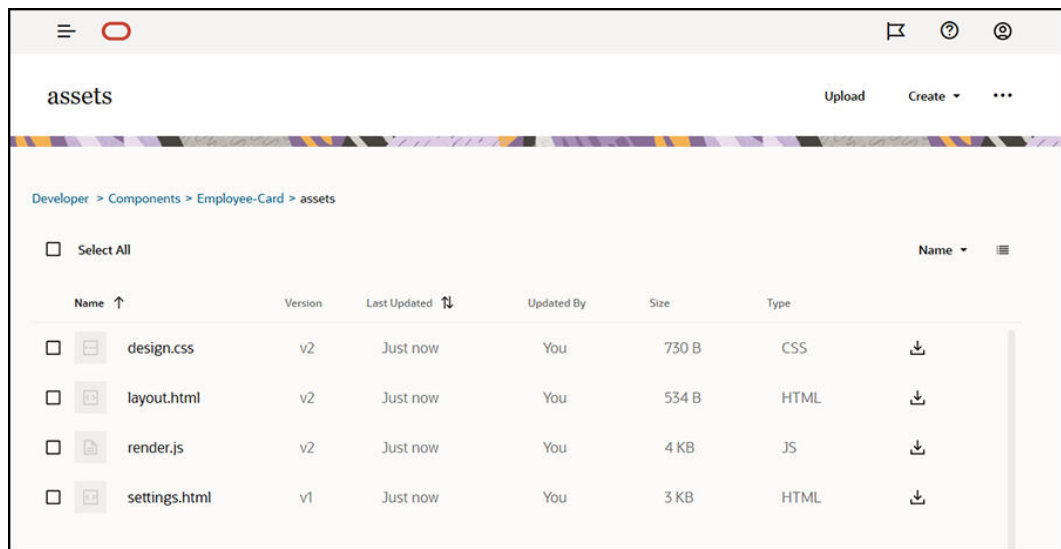 assets
Upload Create ...
Developer > Components > Employee-Card > assets
Select All Name
Name Version Last Updated Updated By Size Type
design.css v2 Just now You 730 B CSS
layout.html v2 Just now You 534 B HTML
render.js v2 Just now You 4 KB JS
settings.html v1 Just now You 3 KB HTML